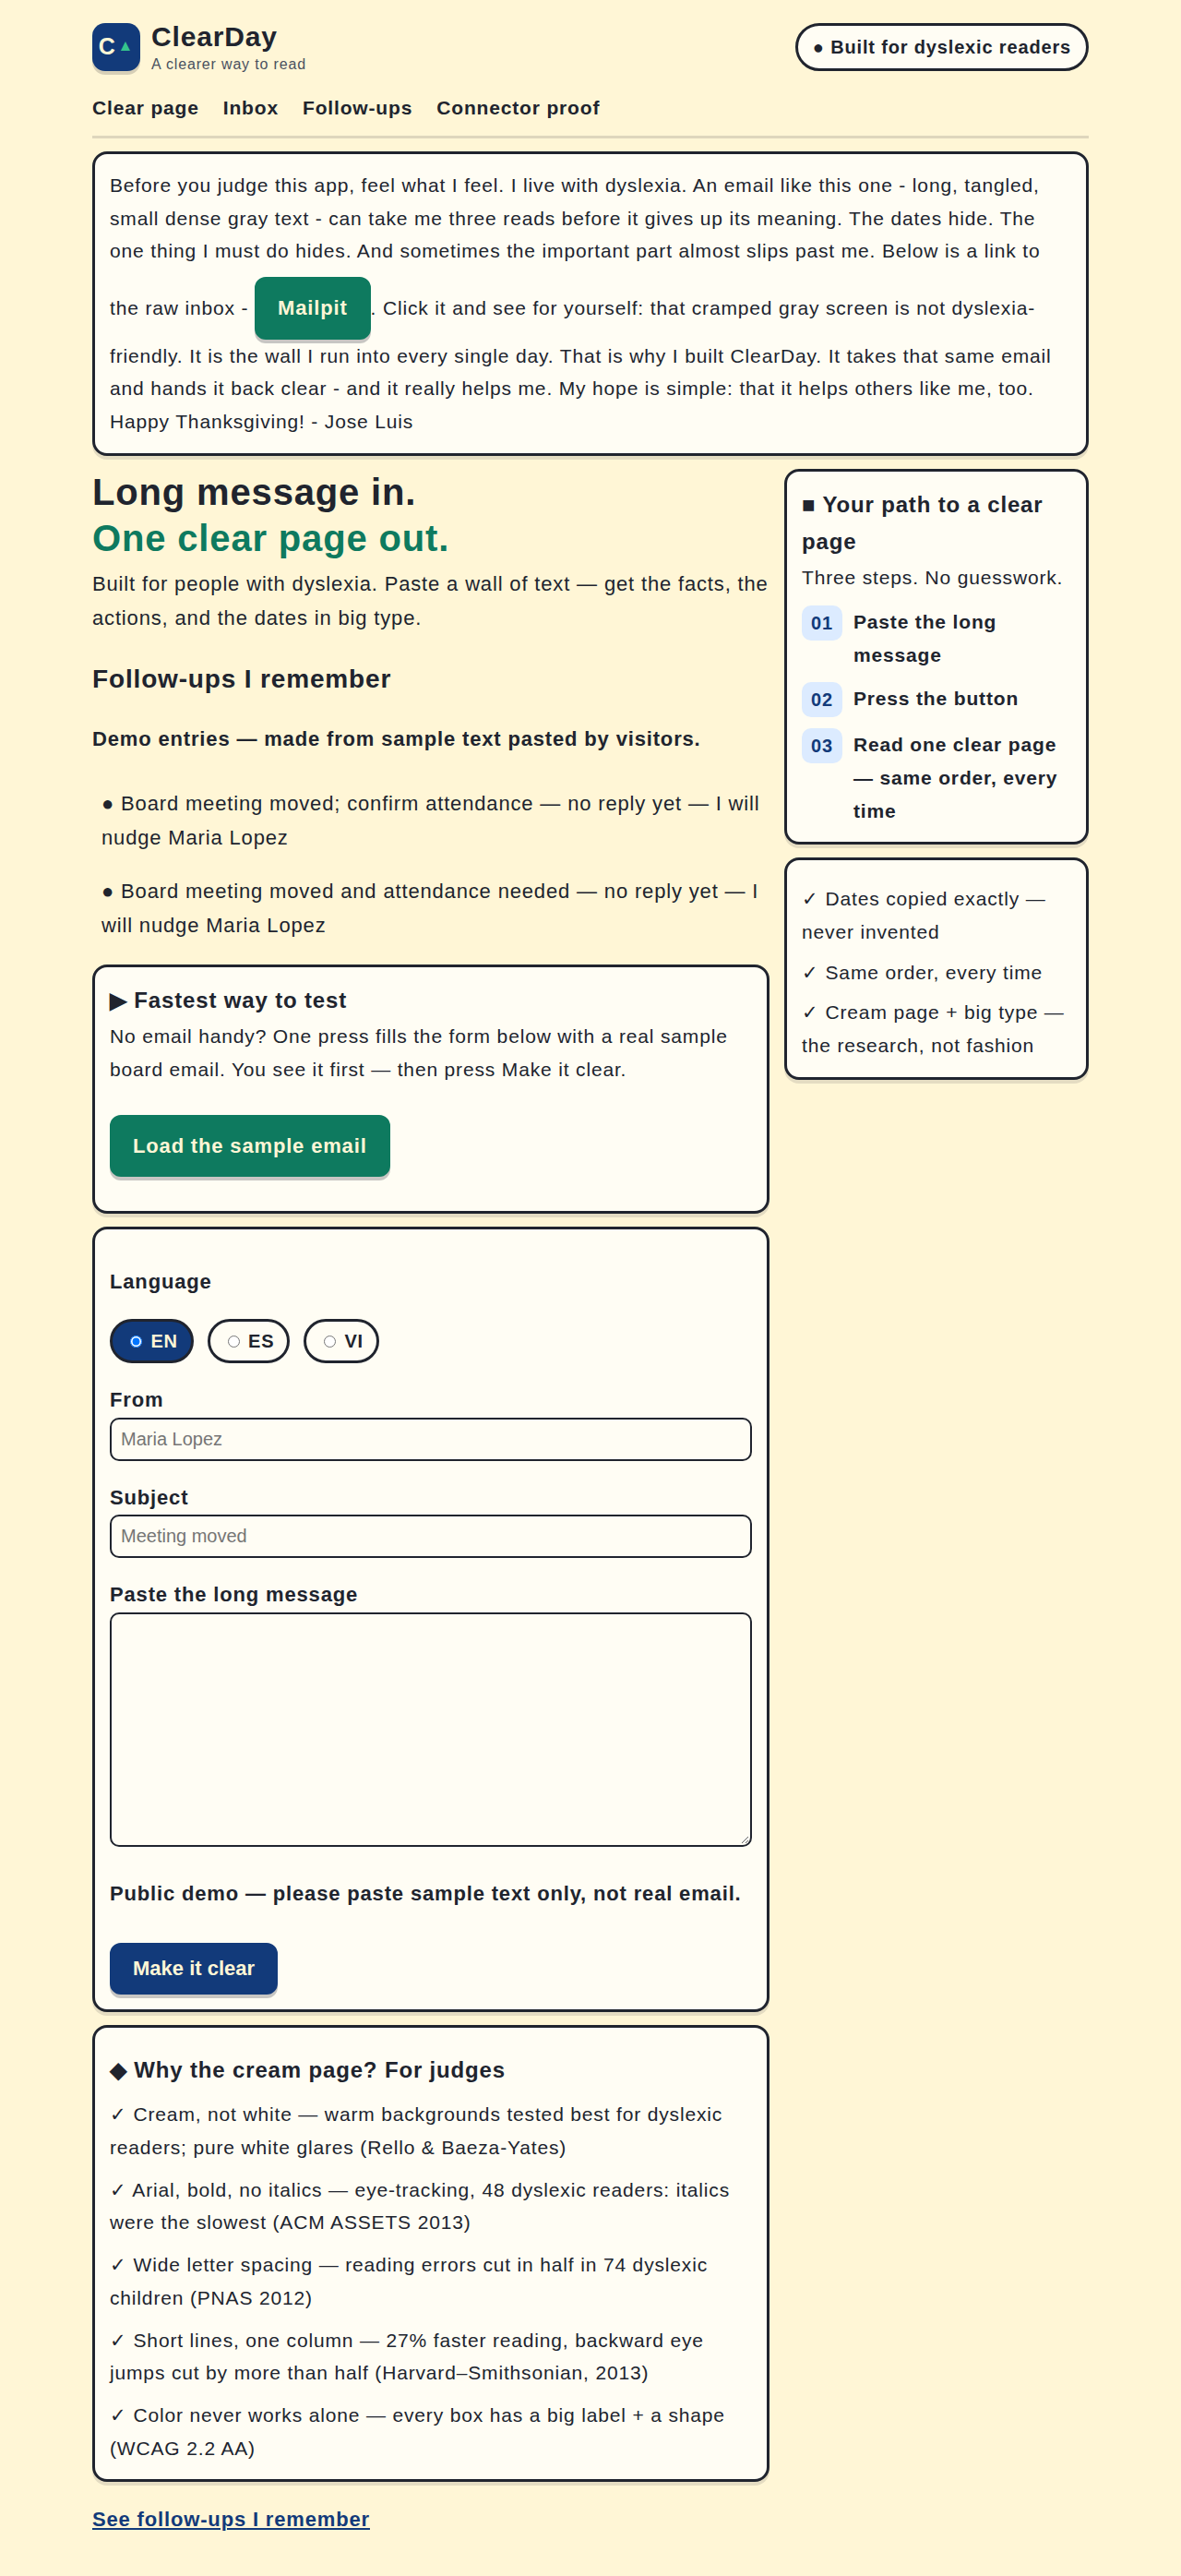 C▲
ClearDay
A clearer way to read
● Built for dyslexic readers
Clear page Inbox Follow-ups Connector proof
Before you judge this app, feel what I feel. I live with dyslexia. An email like this one - long, tangled,
small dense gray text - can take me three reads before it gives up its meaning. The dates hide. The
one thing I must do hides. And sometimes the important part almost slips past me. Below is a link to
the raw inbox - Mailpit. Click it and see for yourself: that cramped gray screen is not dyslexia-
friendly. It is the wall I run into every single day. That is why I built ClearDay. It takes that same email
and hands it back clear - and it really helps me. My hope is simple: that it helps others like me, too.
Happy Thanksgiving! - Jose Luis
Long message in.
One clear page out.
Built for people with dyslexia. Paste a wall of text — get the facts, the
actions, and the dates in big type.
Follow-ups I remember
Demo entries — made from sample text pasted by visitors.
● Board meeting moved; confirm attendance — no reply yet — I will
nudge Maria Lopez
● Board meeting moved and attendance needed — no reply yet — I
will nudge Maria Lopez
▶ Fastest way to test
No email handy? One press fills the form below with a real sample
board email. You see it first — then press Make it clear.
Load the sample email
Language
EN ES VI
From
Maria Lopez
Subject
Meeting moved
Paste the long message
Public demo — please paste sample text only, not real email.
Make it clear
◆ Why the cream page? For judges
✓ Cream, not white — warm backgrounds tested best for dyslexic
readers; pure white glares (Rello & Baeza-Yates)
✓ Arial, bold, no italics — eye-tracking, 48 dyslexic readers: italics
were the slowest (ACM ASSETS 2013)
✓ Wide letter spacing — reading errors cut in half in 74 dyslexic
children (PNAS 2012)
✓ Short lines, one column — 27% faster reading, backward eye
jumps cut by more than half (Harvard–Smithsonian, 2013)
✓ Color never works alone — every box has a big label + a shape
(WCAG 2.2 AA)
See follow-ups I remember
■ Your path to a clear
page
Three steps. No guesswork.
01 Paste the long
message
02 Press the button
03 Read one clear page
— same order, every
time
✓ Dates copied exactly —
never invented
✓ Same order, every time
✓ Cream page + big type —
the research, not fashion